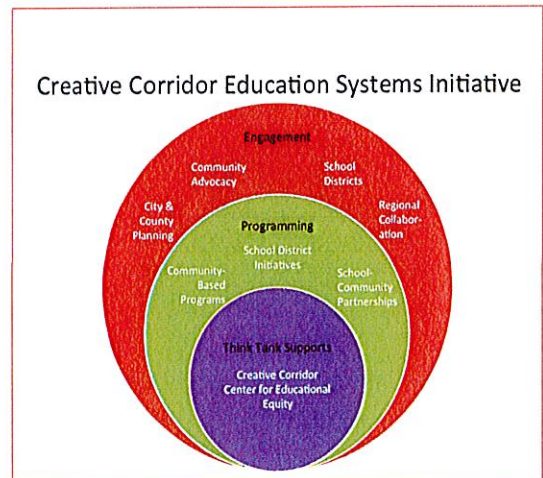 Creative Corridor Education Systems Initiative
Engagement
Community
Advocacy
School
Districts
City &
County
Planning
Regional
Collabor-
ation
Programming
School District
Initiatives
Community-
Based
Programs
School-
Community
Partnerships
Think Tank Supports
Creative Corridor
Center for Educational
Equity